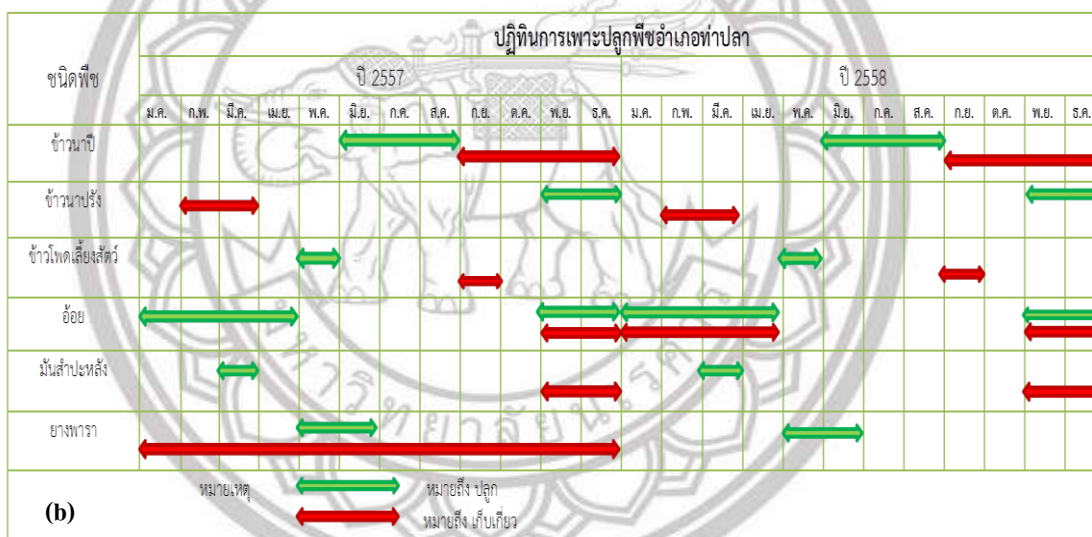 ปฏิทินการเพาะปลูกพืชอำเภอท่าปลา
ชนิดพืช
ปี 2557 ปี 2558
ม.ค. ก.พ. มี.ค. เม.ย. พ.ค. มิ.ย. ก.ค. ส.ค. ก.ย. ต.ค. พ.ย. ธ.ค. ม.ค. ก.พ. มี.ค. เม.ย. พ.ค. มิ.ย. ก.ค. ส.ค. ก.ย. ต.ค. พ.ย. ธ.ค.
ข้าวนาปี
ข้าวนาปรัง
ข้าวโพดเลี้ยงสัตว์
อ้อย
มันสำปะหลัง
ยางพารา
หมายเหตุ หมายถึง ปลูก
(b) หมายถึง เก็บเกี่ยว